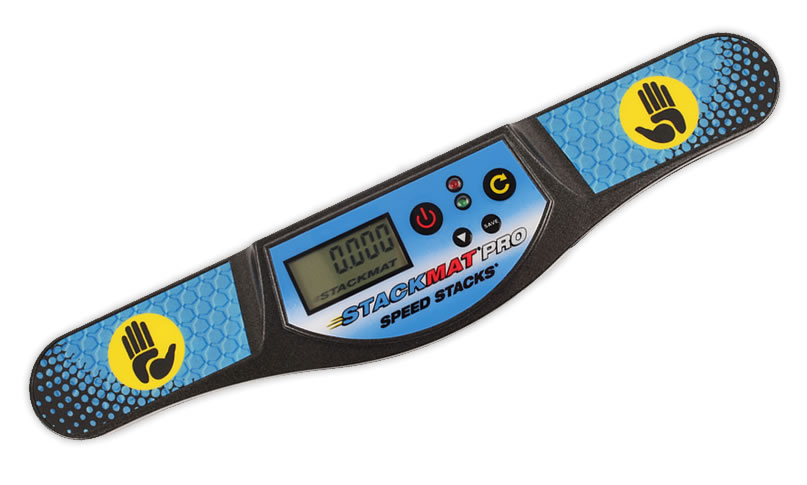 0.000
STACKMAT
SAVE
STACKMAT PRO
SPEED STACKS